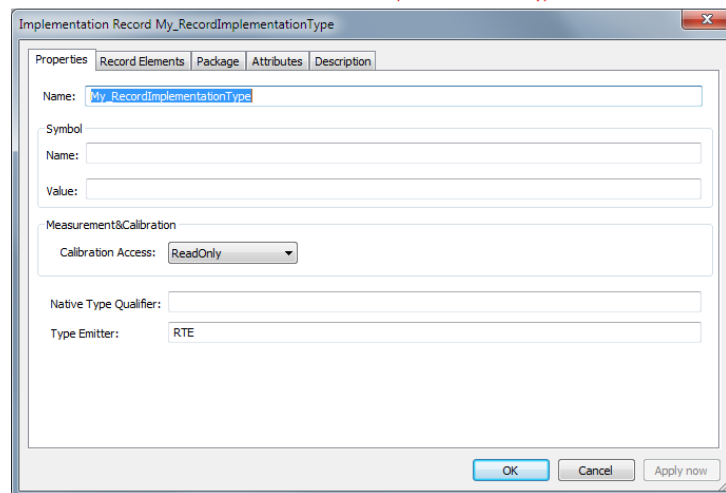 Implementation Record My_RecordImplementationType
Properties Record Elements Package Attributes Description
Name: My_RecordImplementationType
Symbol
Name:
Value:
Measurement&Calibration
Calibration Access: ReadOnly
Native Type Qualifier:
Type Emitter: RTE
OK Cancel Apply now